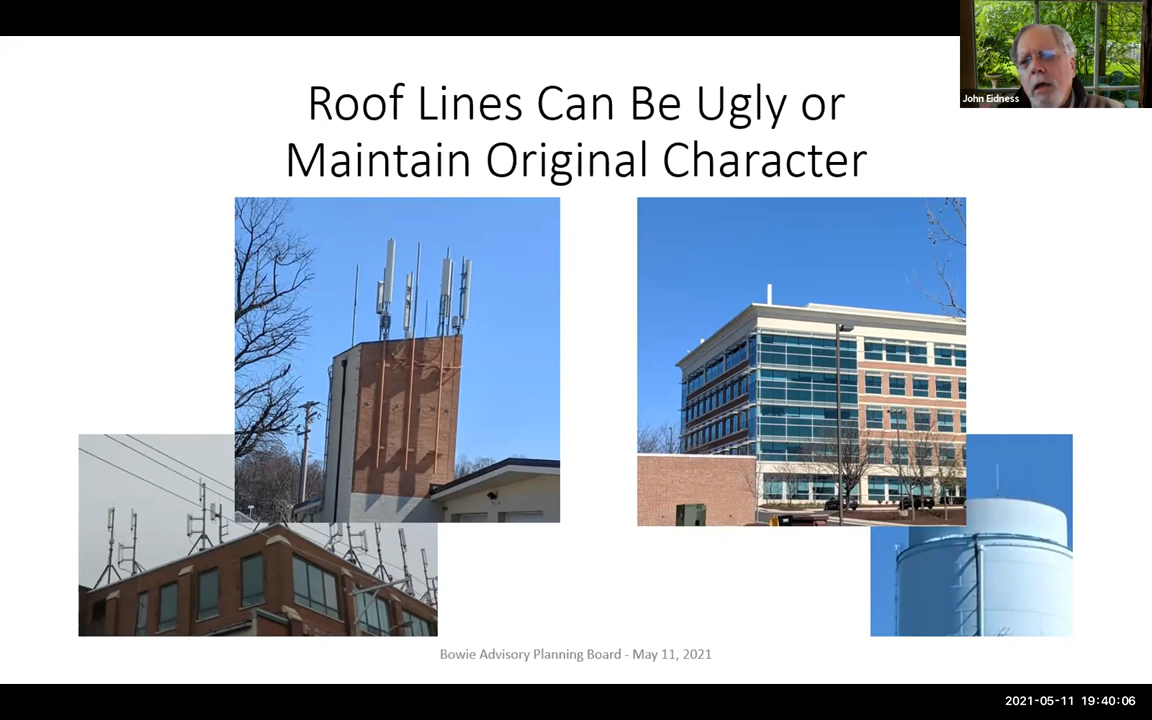 Roof Lines Can Be Ugly or
Maintain Original Character
John Eidness
Bowie Advisory Planning Board - May 11, 2021
2021-05-11 19:40:06